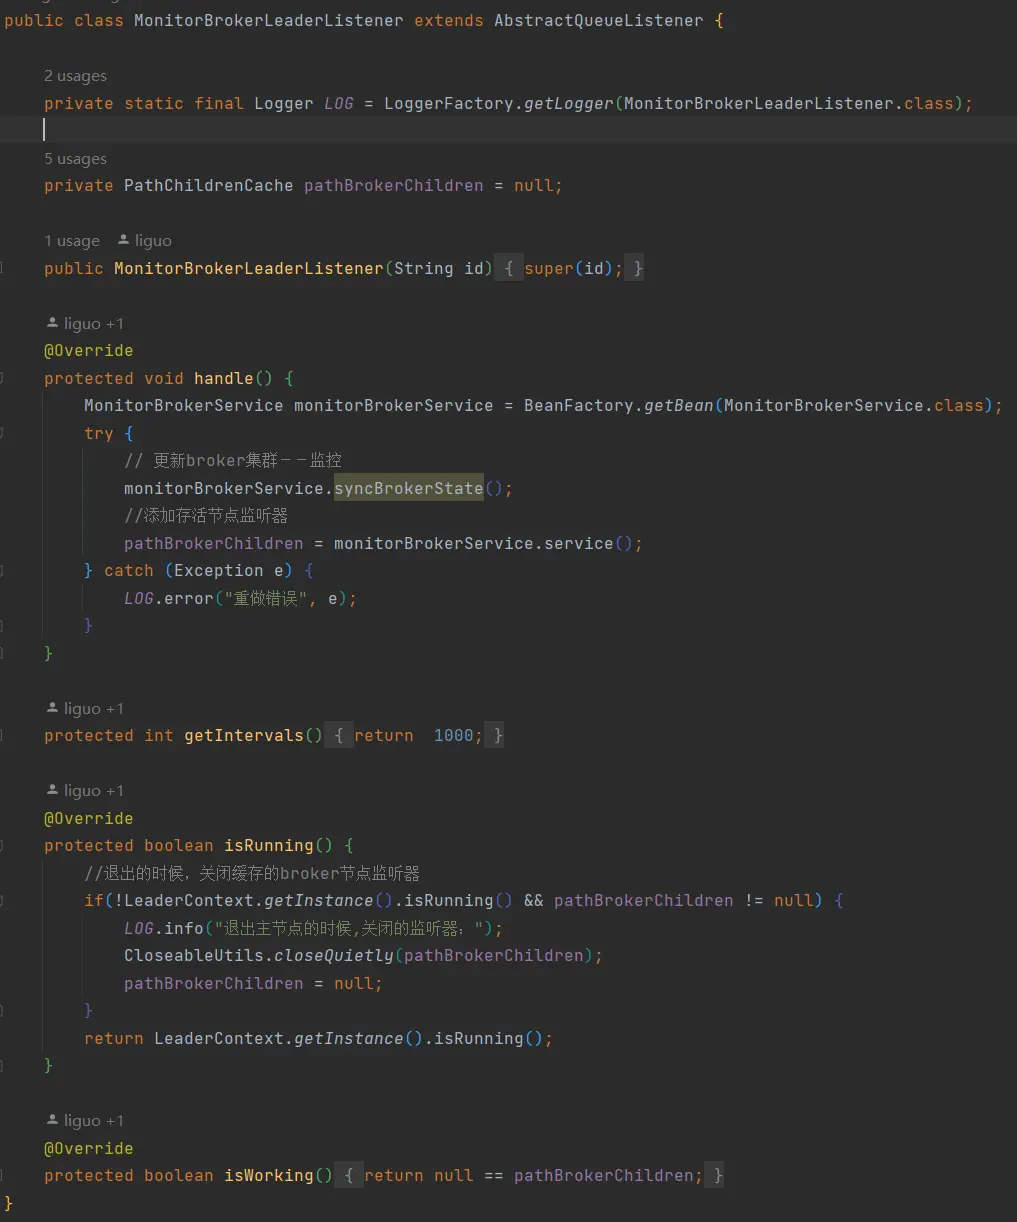 public class MonitorBrokerLeaderListener extends AbstractQueueListener {
2 usages
private static final Logger LOG = LoggerFactory.getLogger(MonitorBrokerLeaderListener.class);
5 usages
private PathChildrenCache pathBrokerChildren = null;
1 usage liguo
public MonitorBrokerLeaderListener(String id) { super(id); }
liguo +1
@Override
protected void handle() {
MonitorBrokerService monitorBrokerService = BeanFactory.getBean(MonitorBrokerService.class);
try {
// 更新broker集群－－监控
monitorBrokerService.syncBrokerState();
//添加存活节点监听器
pathBrokerChildren = monitorBrokerService.service();
} catch (Exception e) {
LOG.error("重做错误", e);
}
}
liguo +1
protected int getIntervals() { return  1000; }
liguo +1
@Override
protected boolean isRunning() {
//退出的时候，关闭缓存的broker节点监听器
if(!LeaderContext.getInstance().isRunning() && pathBrokerChildren != null) {
LOG.info("退出主节点的时候,关闭的监听器：");
CloseableUtils.closeQuietly(pathBrokerChildren);
pathBrokerChildren = null;
}
return LeaderContext.getInstance().isRunning();
}
liguo +1
@Override
protected boolean isWorking() { return null == pathBrokerChildren; }
}